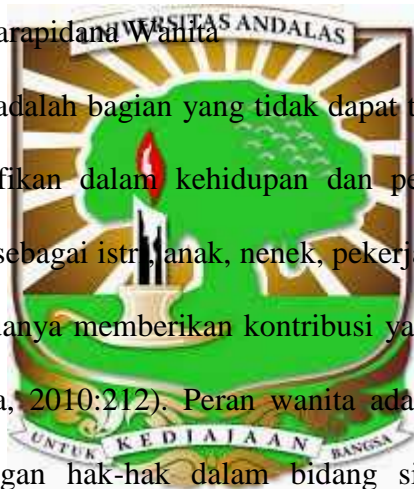 UNIVERSITAS ANDALAS
arapidana Wanita
adalah bagian yang tidak dapat t
fikan dalam kehidupan dan pe
sebagai istri, anak, nenek, pekerja
anya memberikan kontribusi ya
a, 2010:212). Peran wanita ada
UNTUK KEDJAJAAN BANGSA
gan hak-hak dalam bidang si